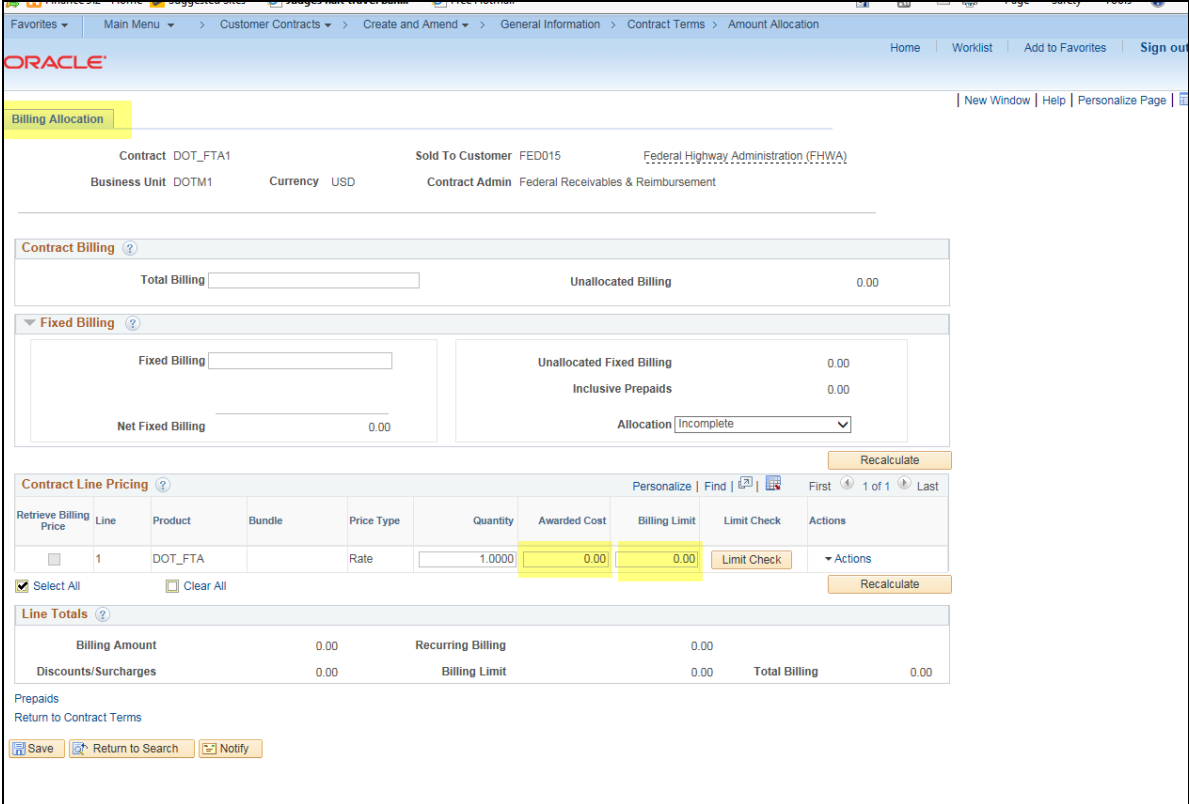 Favorites Main Menu > Customer Contracts > Create and Amend > General Information > Contract Terms > Amount Allocation
Home Worklist Add to Favorites Sign out
ORACLE
New Window | Help | Personalize Page |
Billing Allocation
Contract DOT_FTA1 Sold To Customer FED015 Federal Highway Administration (FHWA)
Business Unit DOTM1 Currency USD Contract Admin Federal Receivables & Reimbursement
Contract Billing ?
Total Billing Unallocated Billing 0.00
Fixed Billing ?
Fixed Billing Unallocated Fixed Billing 0.00
Inclusive Prepaids 0.00
Net Fixed Billing 0.00 Allocation Incomplete
Recalculate
Contract Line Pricing ? Personalize | Find | | First 1 of 1 Last
Retrieve Billing Price Line Product Bundle Price Type Quantity Awarded Cost Billing Limit Limit Check Actions
1 DOT_FTA Rate 1.0000 0.00 0.00 Limit Check Actions
Select All Clear All Recalculate
Line Totals ?
Billing Amount 0.00 Recurring Billing 0.00
Discounts/Surcharges 0.00 Billing Limit 0.00 Total Billing 0.00
Prepaids
Return to Contract Terms
Save Return to Search Notify